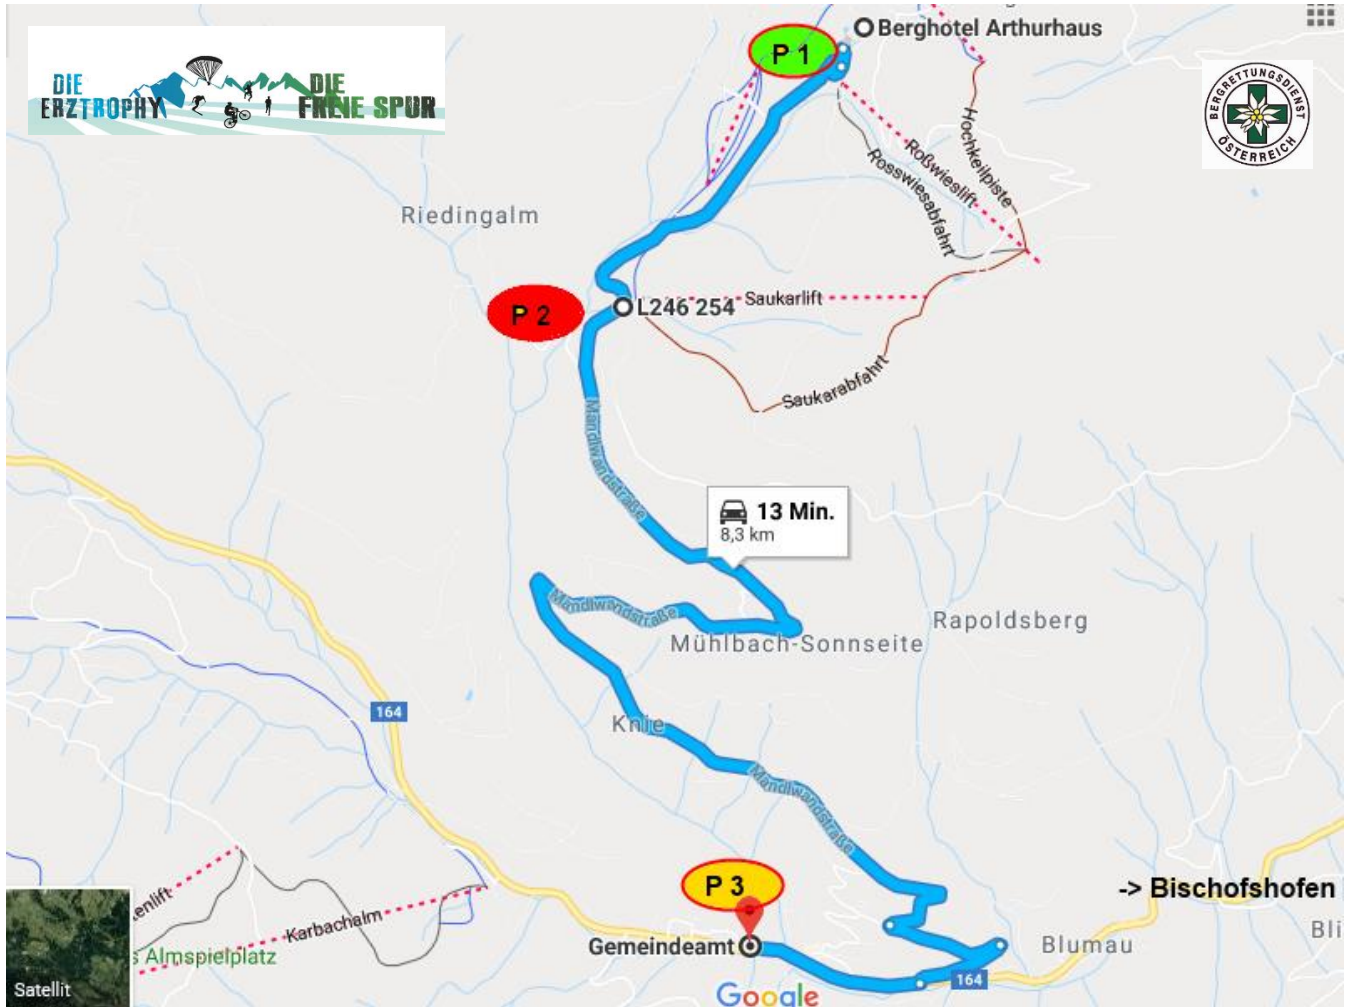 P 1
Berghotel Arthurhaus
DIE
ERZTROPHY
DIE
FREIE SPUR
BERGRETTUNGSDIENST
ÖSTERREICH
Hochkeilpiste
Roßwieslift
Rosswiesabfahrt
Riedingalm
P 2
L246 254
Saukarlift
Saukarabfahrt
Mandlwandstraße
13 Min.
8,3 km
Mandlwandstraße
Rapoldsberg
Mühlbach-Sonnseite
164
Knie
Mandlwandstraße
P 3
-> Bischofshofen
enlift
Karbachalm
Gemeindeamt
Blumau
Bli
s Almspielplatz
164
Satellit
Google